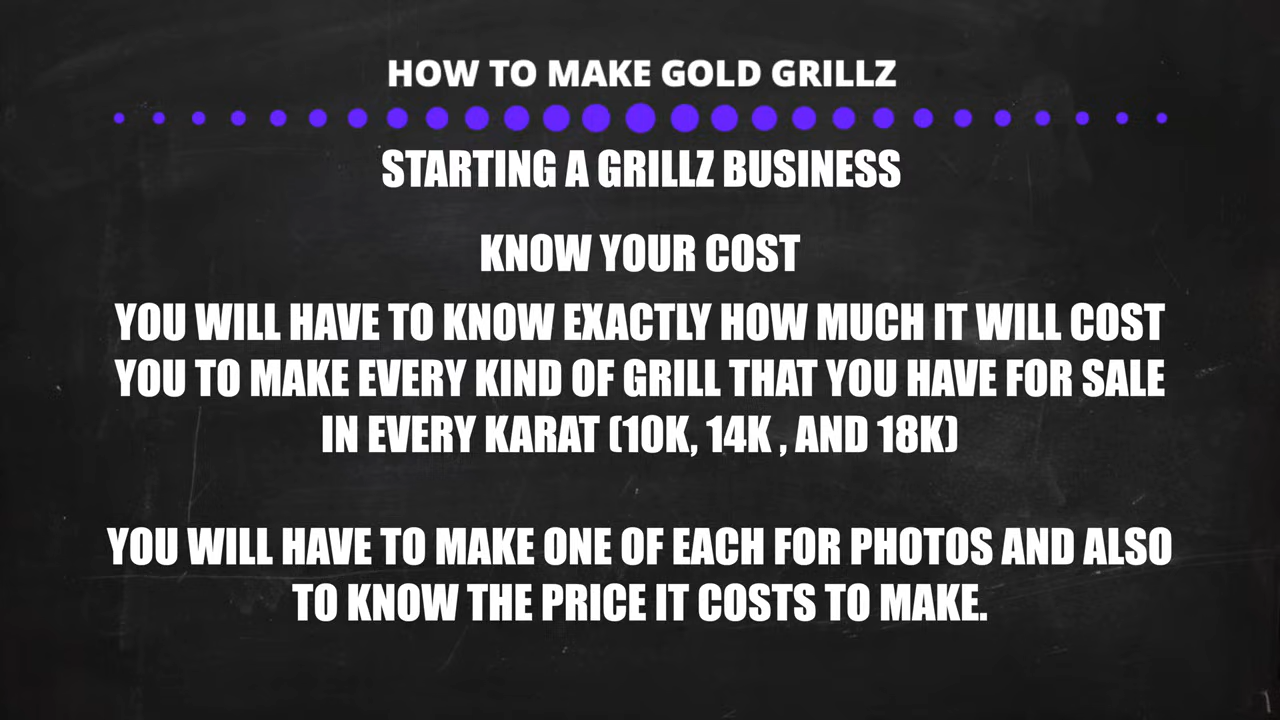 HOW TO MAKE GOLD GRILLZ
STARTING A GRILLZ BUSINESS
KNOW YOUR COST
YOU WILL HAVE TO KNOW EXACTLY HOW MUCH IT WILL COST
YOU TO MAKE EVERY KIND OF GRILL THAT YOU HAVE FOR SALE
IN EVERY KARAT (10K, 14K , AND 18K)
YOU WILL HAVE TO MAKE ONE OF EACH FOR PHOTOS AND ALSO
TO KNOW THE PRICE IT COSTS TO MAKE.